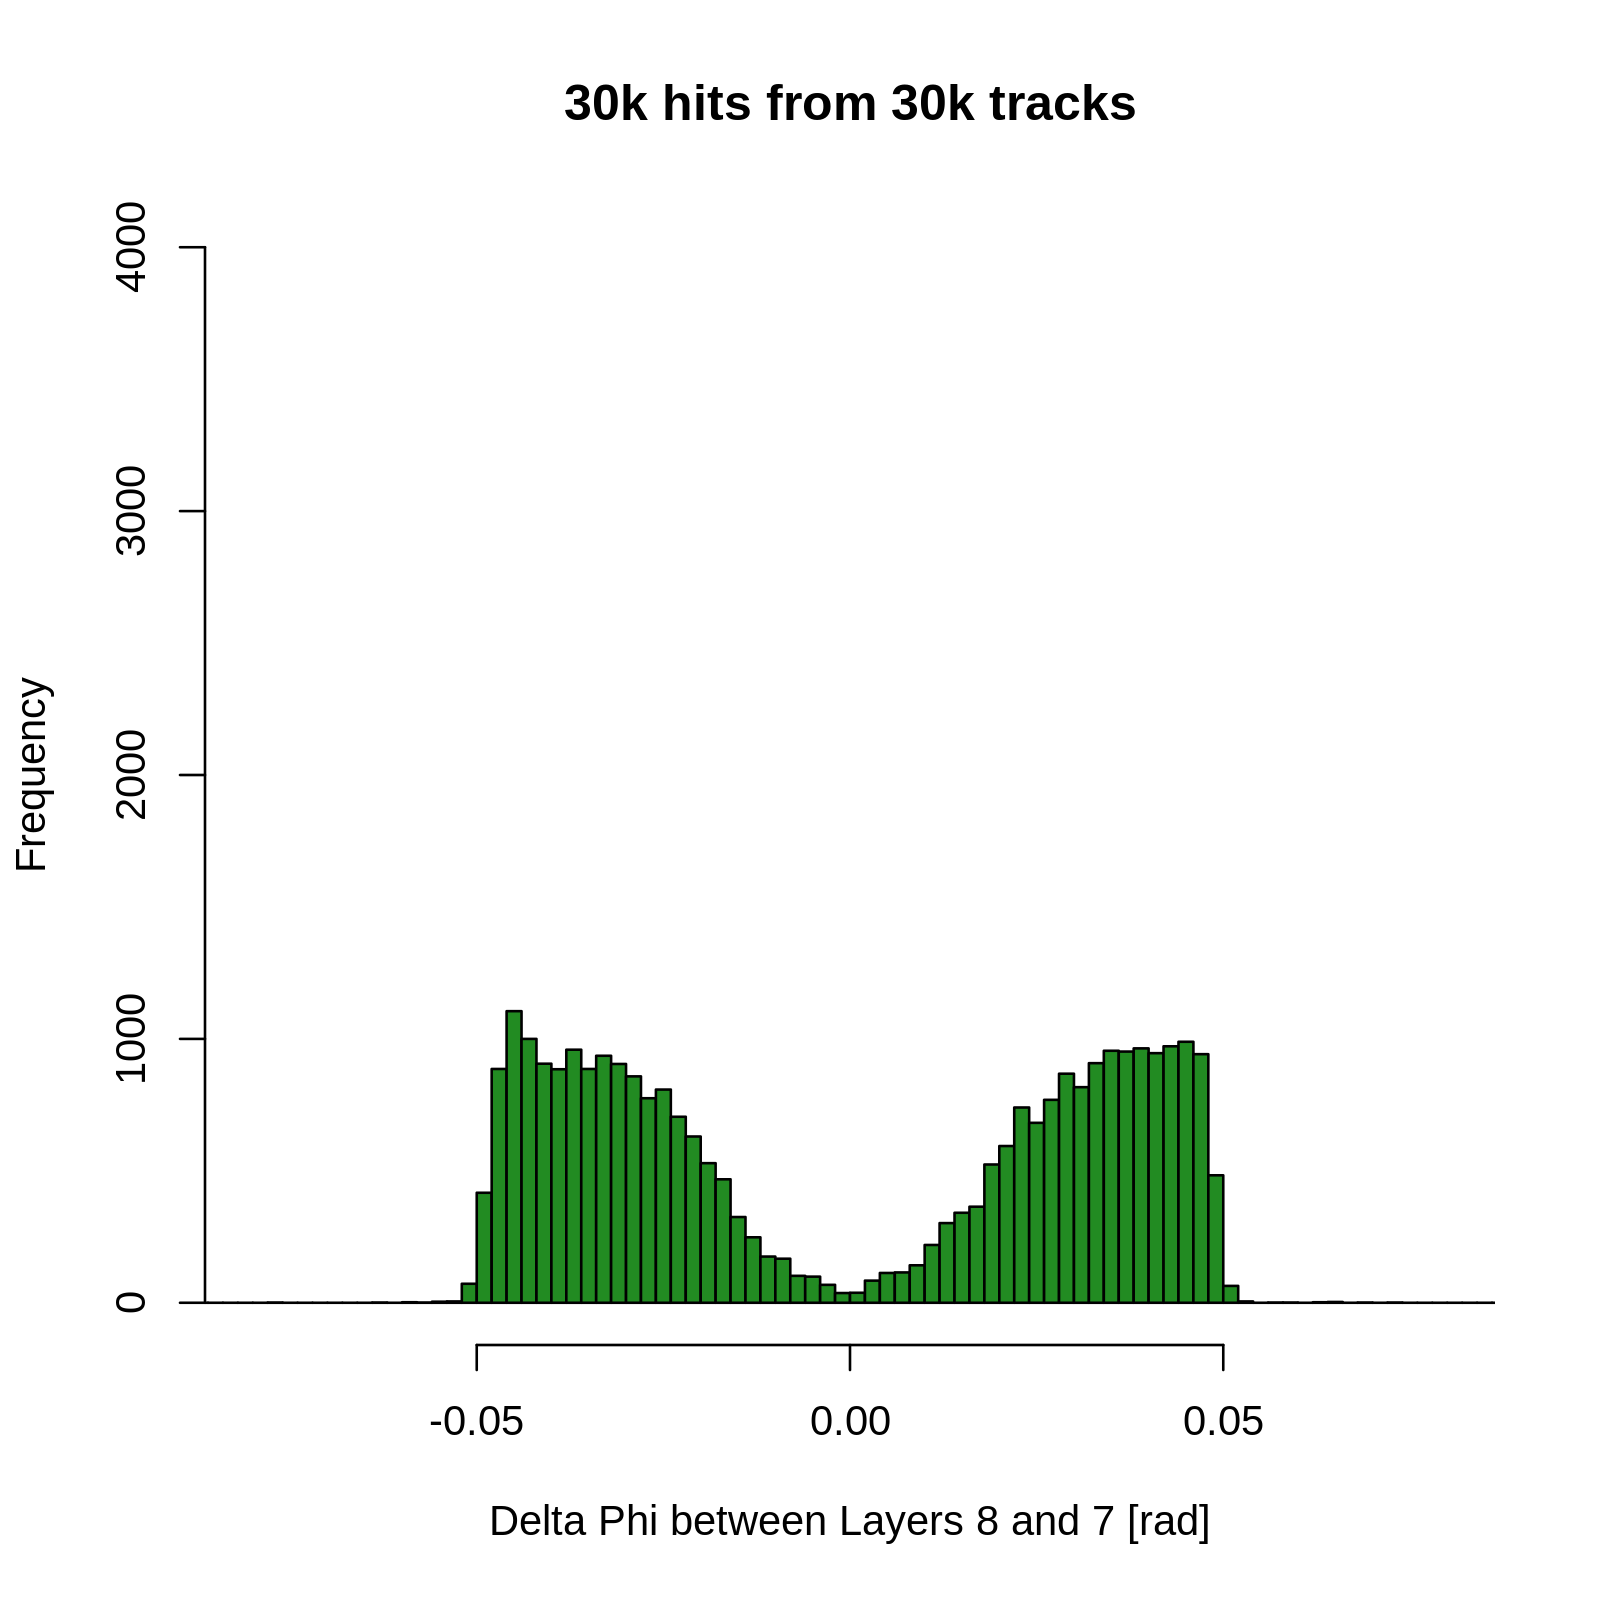 30k hits from 30k tracks
4000
3000
2000
1000
0
Frequency
-0.05 0.00 0.05
Delta Phi between Layers 8 and 7 [rad]